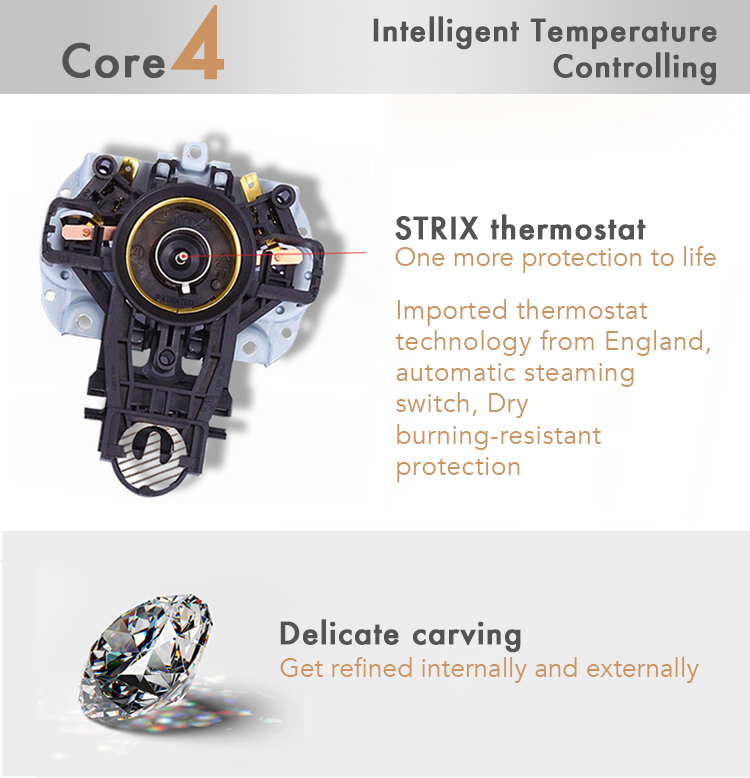 Core 4
Intelligent Temperature
Controlling
STRIX thermostat
One more protection to life
Imported thermostat
technology from England,
automatic steaming
switch, Dry
burning-resistant
protection
Delicate carving
Get refined internally and externally